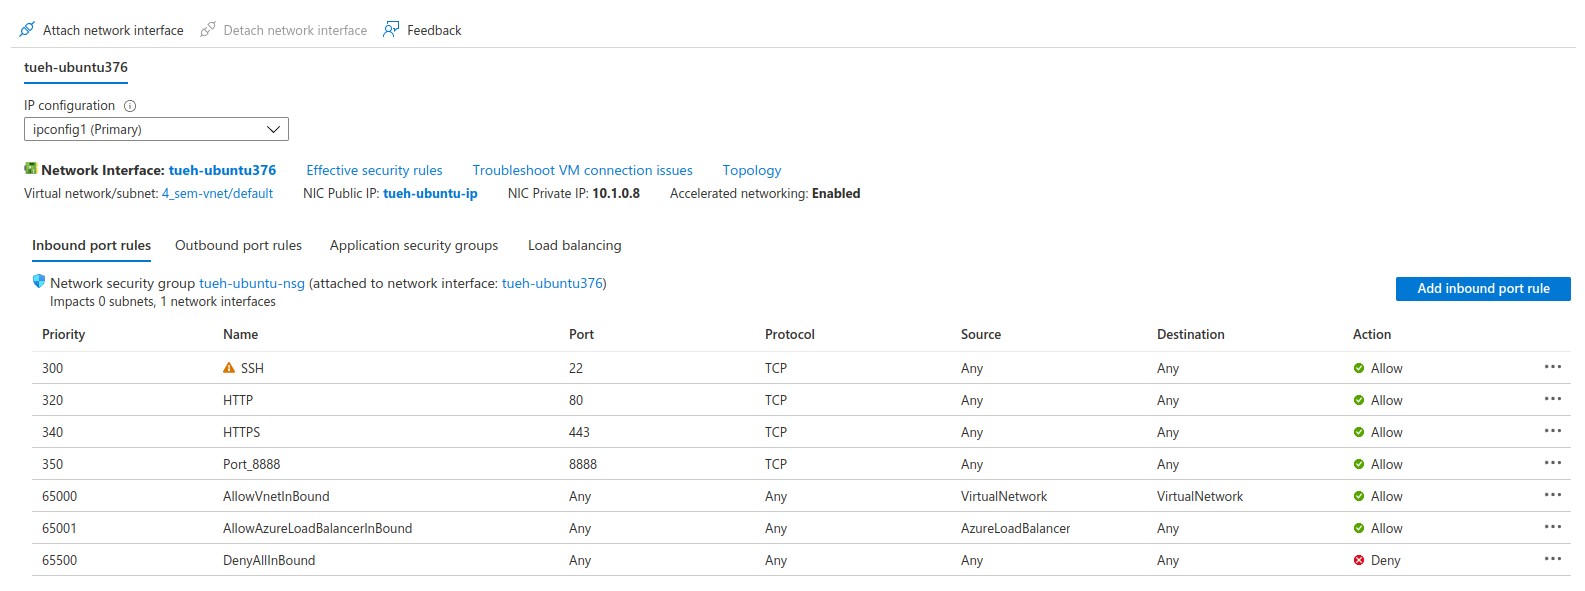 Attach network interface Detach network interface Feedback
tueh-ubuntu376
IP configuration
ipconfig1 (Primary)
Network Interface: tueh-ubuntu376 Effective security rules Troubleshoot VM connection issues Topology
Virtual network/subnet: 4_sem-vnet/default NIC Public IP: tueh-ubuntu-ip NIC Private IP: 10.1.0.8 Accelerated networking: Enabled
Inbound port rules Outbound port rules Application security groups Load balancing
Network security group tueh-ubuntu-nsg (attached to network interface: tueh-ubuntu376)
Impacts 0 subnets, 1 network interfaces
Add inbound port rule
Priority Name Port Protocol Source Destination Action
300 SSH 22 TCP Any Any Allow
320 HTTP 80 TCP Any Any Allow
340 HTTPS 443 TCP Any Any Allow
350 Port_8888 8888 TCP Any Any Allow
65000 AllowVnetInBound Any Any VirtualNetwork VirtualNetwork Allow
65001 AllowAzureLoadBalancerInBound Any Any AzureLoadBalancer Any Allow
65500 DenyAllInBound Any Any Any Any Deny